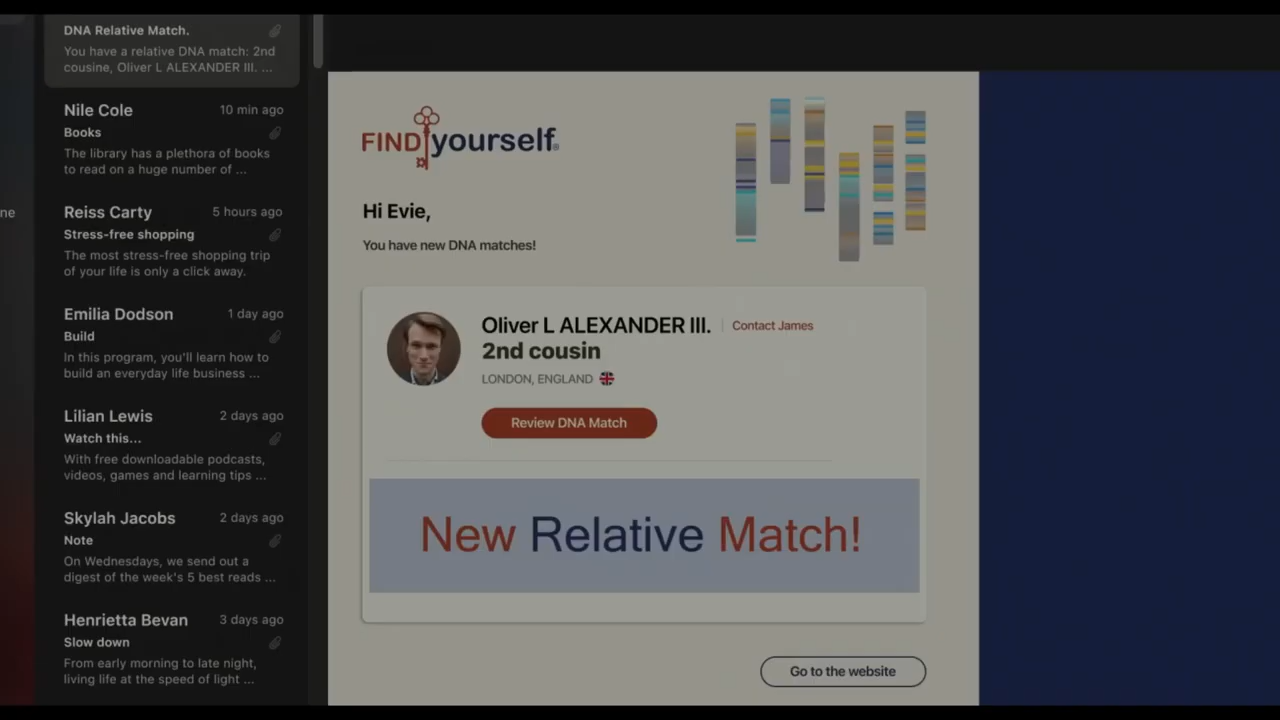 DNA Relative Match.
You have a relative DNA match: 2nd
cousine, Oliver L ALEXANDER III. ...
Nile Cole 10 min ago
Books
The library has a plethora of books
to read on a huge number of ...
Reiss Carty 5 hours ago
Stress-free shopping
The most stress-free shopping trip
of your life is only a click away.
Emilia Dodson 1 day ago
Build
In this program, you'll learn how to
build an everyday life business ...
Lilian Lewis 2 days ago
Watch this...
With free downloadable podcasts,
videos, games and learning tips ...
Skylah Jacobs 2 days ago
Note
On Wednesdays, we send out a
digest of the week's 5 best reads ...
Henrietta Bevan 3 days ago
Slow down
From early morning to late night,
living life at the speed of light ...
ne
FIND yourself®
Hi Evie,
You have new DNA matches!
Oliver L ALEXANDER III. Contact James
2nd cousin
LONDON, ENGLAND
Review DNA Match
New Relative Match!
Go to the website